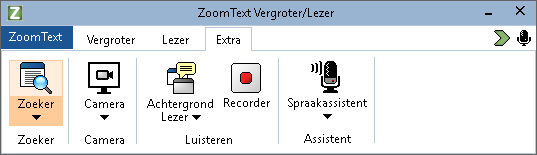 ZoomText Vergroter/Lezer
ZoomText Vergroter Lezer Extra
Zoeker Camera Achtergrond Lezer Recorder Spraakassistent
Zoeker Camera Luisteren Assistent